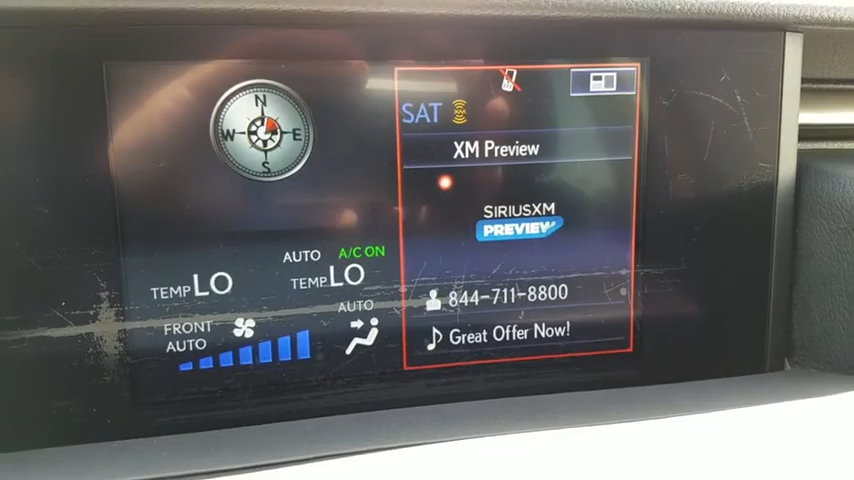 N
W
E
S
AUTO
A/C ON
TEMP LO
TEMP LO
AUTO
FRONT
AUTO
SAT XM
XM Preview
SIRIUSXM
PREVIEW
844-711-8800
Great Offer Now!